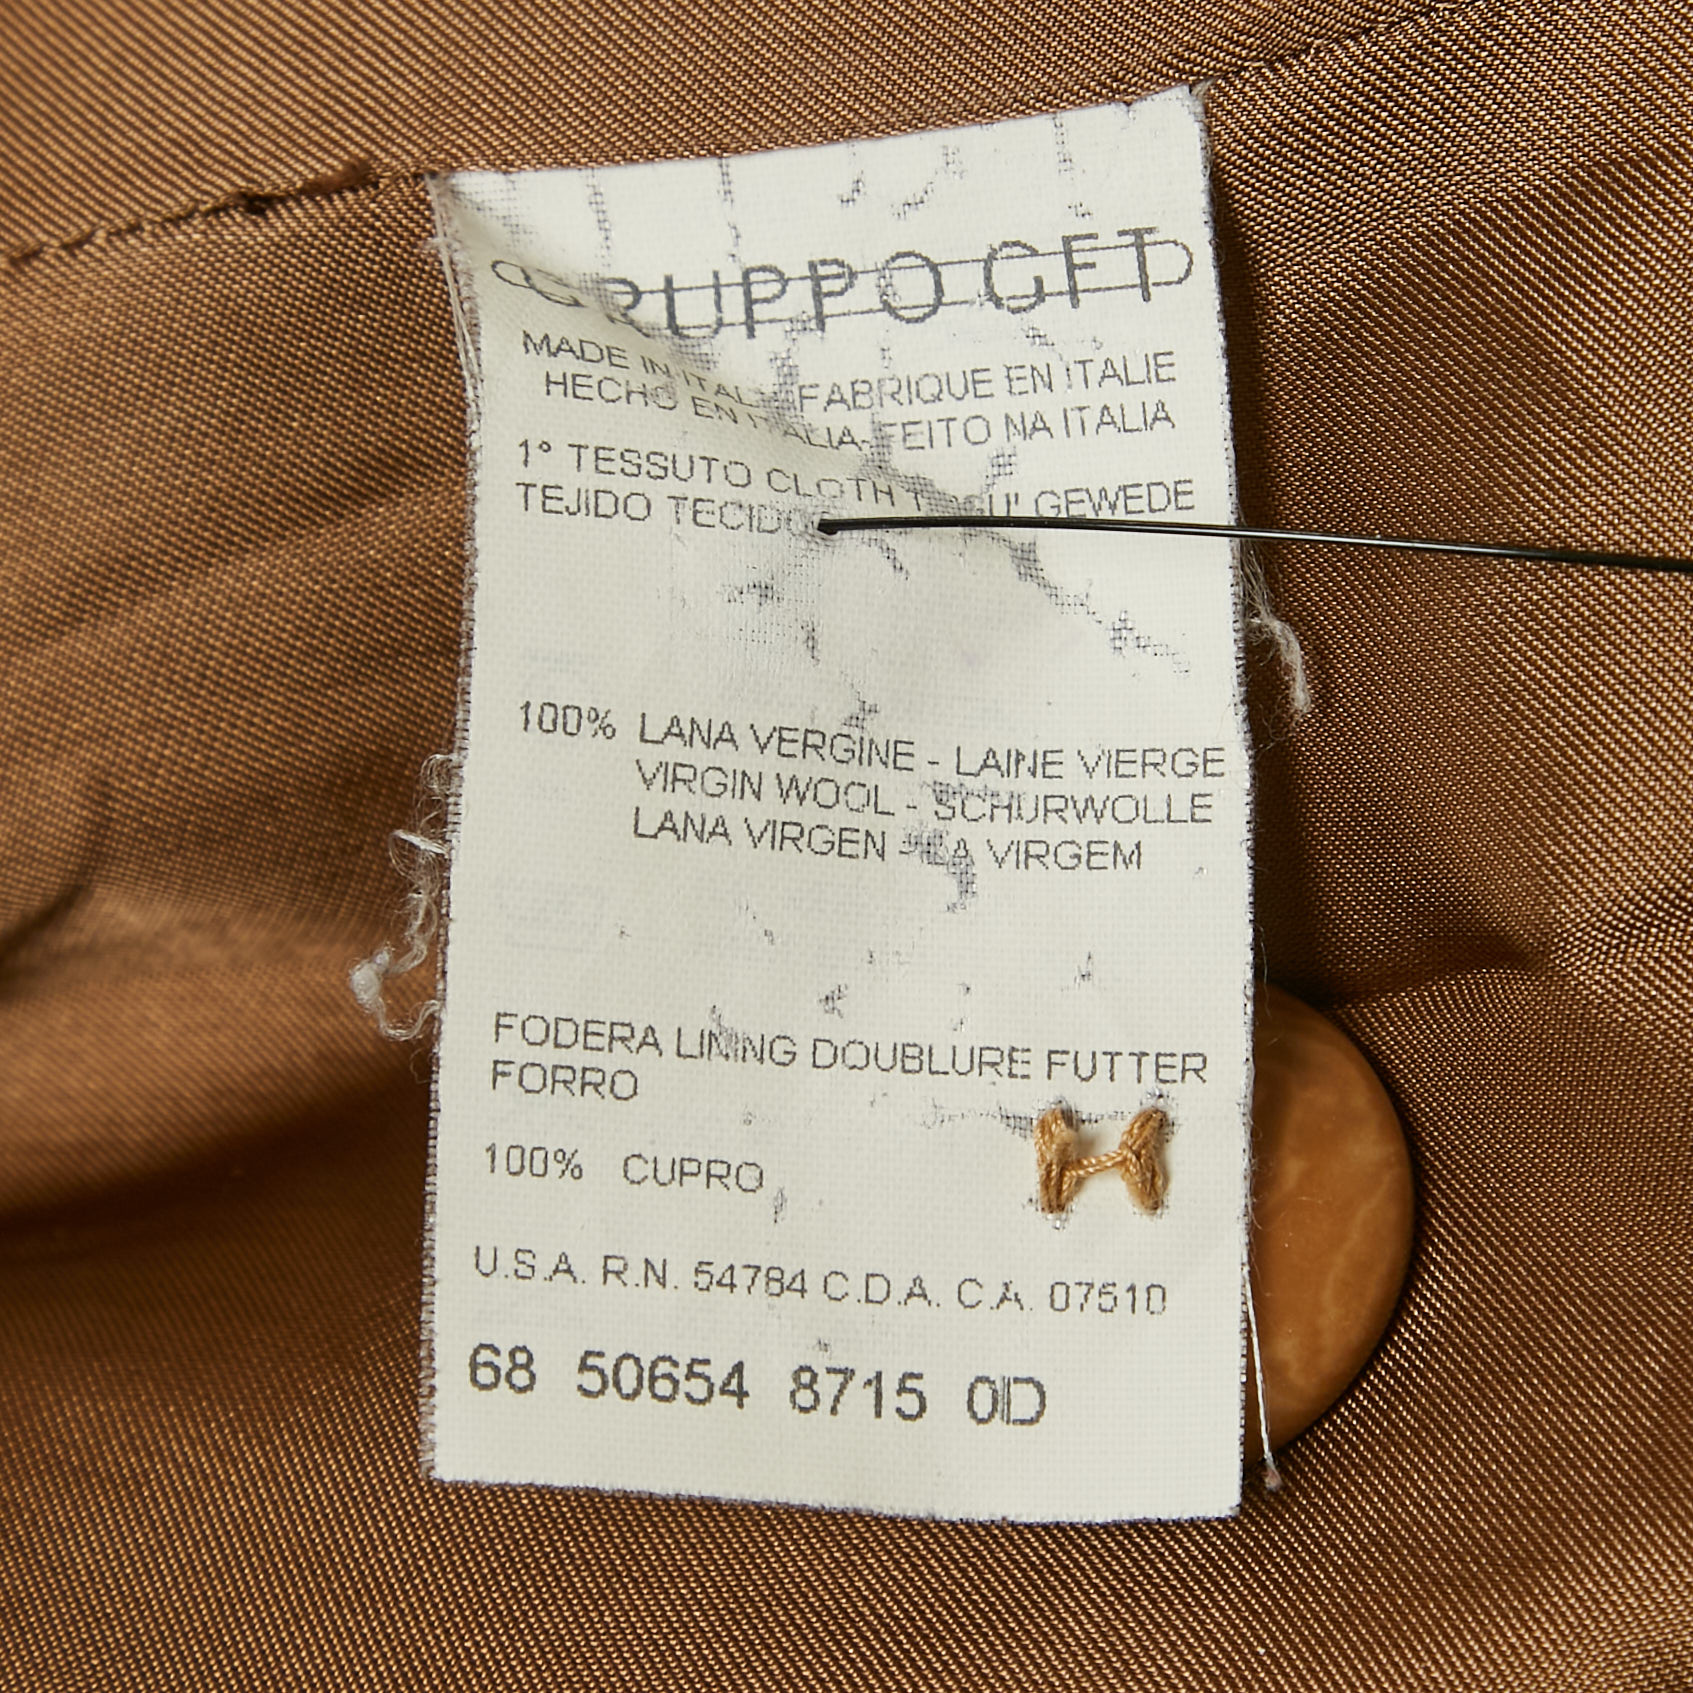 GRUPPO GFT
MADE IN ITALY FABRIQUE EN ITALIE
HECHO EN ITALIA-FEITO NA ITALIA
1° TESSUTO CLOTH GEWEDE
TEJIDO TECIDO
100% LANA VERGINE - LAINE VIERGE
VIRGIN WOOL - SCHURWOLLE
LANA VIRGEN - VIRGEM
FODERA LINING DOUBLURE FUTTER
FORRO
100% CUPRO
U.S.A. R.N. 54784 C.D.A. C.A. 07510
68 50654 8715 0D